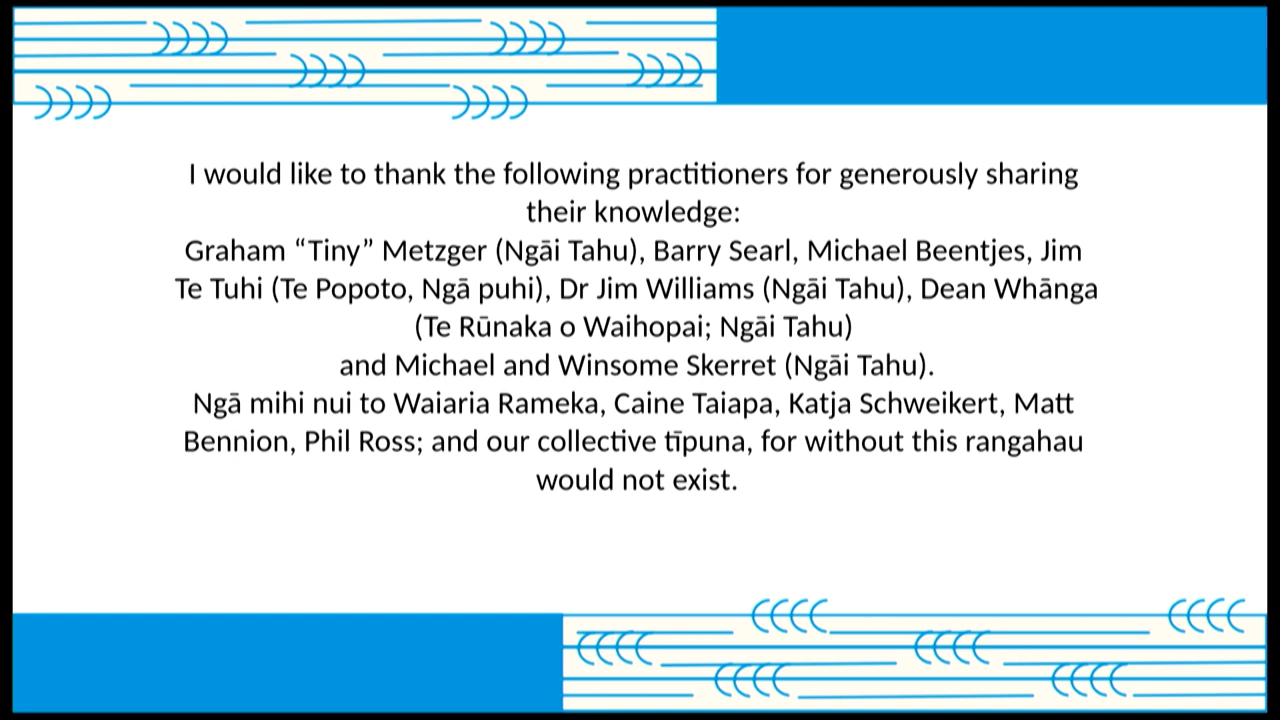 I would like to thank the following practitioners for generously sharing
their knowledge:
Graham “Tiny” Metzger (Ngāi Tahu), Barry Searl, Michael Beentjes, Jim
Te Tuhi (Te Popoto, Ngā puhi), Dr Jim Williams (Ngāi Tahu), Dean Whānga
(Te Rūnaka o Waihopai; Ngāi Tahu)
and Michael and Winsome Skerret (Ngāi Tahu).
Ngā mihi nui to Waiaria Rameka, Caine Taiapa, Katja Schweikert, Matt
Bennion, Phil Ross; and our collective tīpuna, for without this rangahau
would not exist.